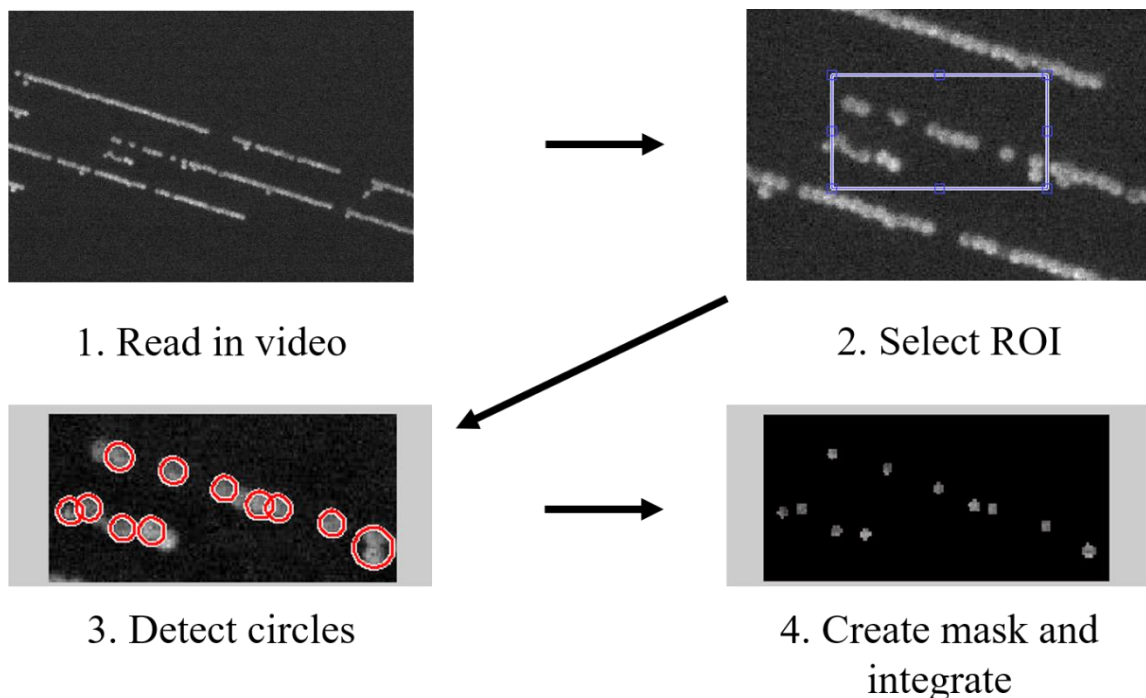 1. Read in video
2. Select ROI
3. Detect circles
4. Create mask and
integrate